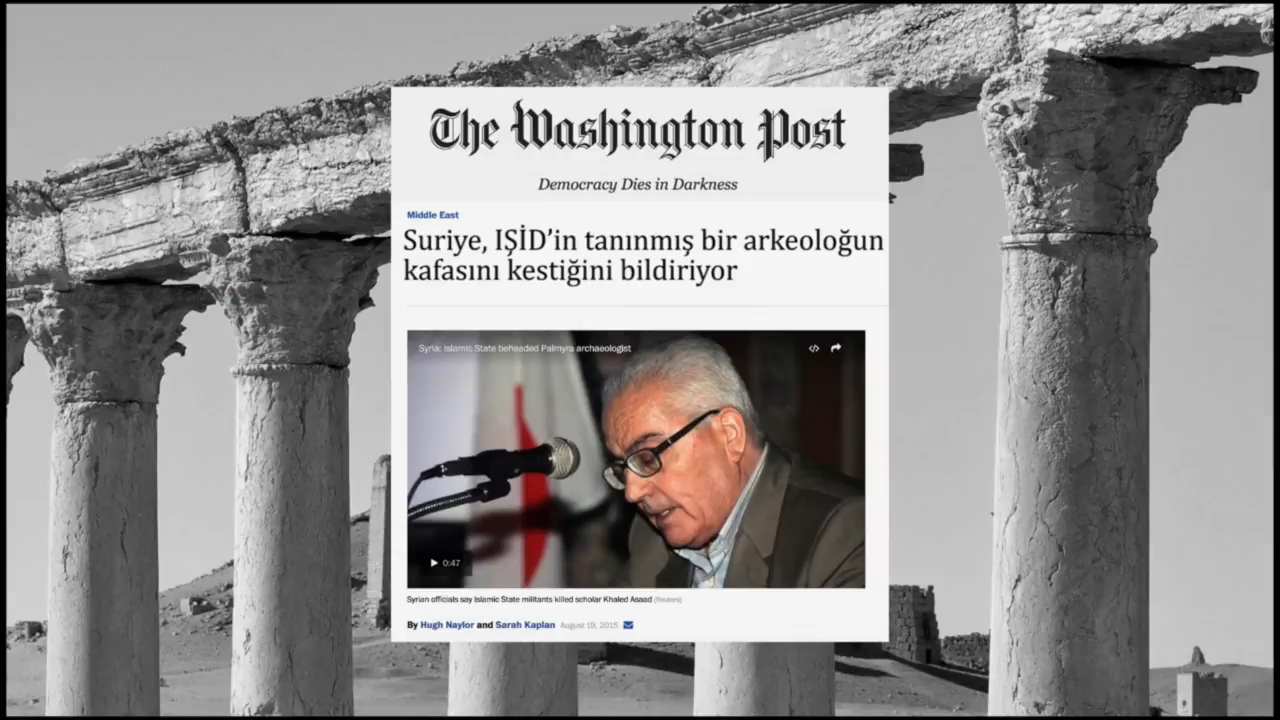 The Washington Post
Democracy Dies in Darkness
Middle East
Suriye, IŞİD’in tanınmış bir arkeoloğun
kafasını kestiğini bildiriyor
Syria: Islamic State beheaded Palmyra archaeologist
0:47
Syrian officials say Islamic State militants killed scholar Khaled Asaad (Reuters)
By Hugh Naylor and Sarah Kaplan August 19, 2015